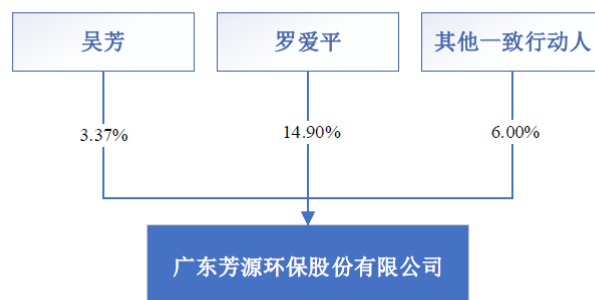 吴芳
罗爱平
其他一致行动人
3.37%
14.90%
6.00%
广东芳源环保股份有限公司